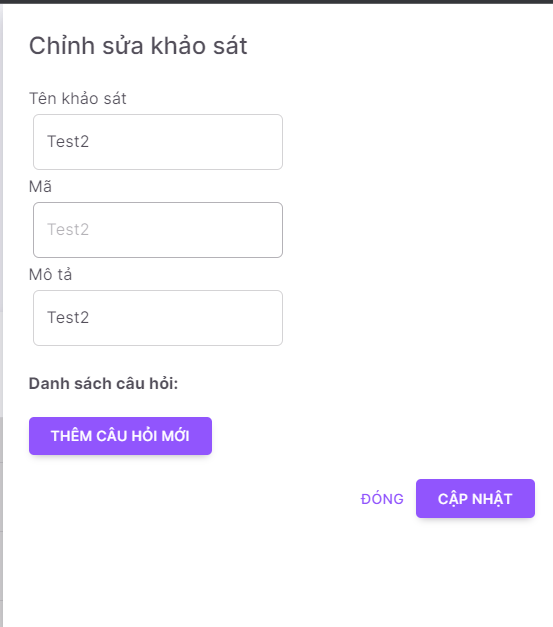 Chỉnh sửa khảo sát
Tên khảo sát
Test2
Mã
Test2
Mô tả
Test2
Danh sách câu hỏi:
THÊM CÂU HỎI MỚI
ĐÓNG CẬP NHẬT